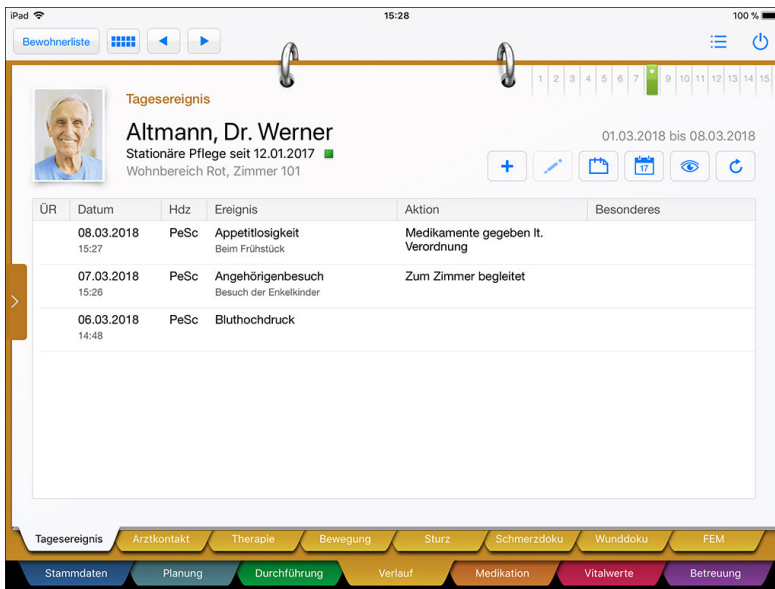 iPad 15:28 100 %
Bewohnerliste
1 2 3 4 5 6 7 9 10 11 12 13 14 15
Tagesereignis
Altmann, Dr. Werner
01.03.2018 bis 08.03.2018
Stationäre Pflege seit 12.01.2017
Wohnbereich Rot, Zimmer 101
17
ÜR Datum Hdz Ereignis Aktion Besonderes
08.03.2018 PeSc Appetitlosigkeit Medikamente gegeben lt.
15:27 Beim Frühstück Verordnung
07.03.2018 PeSc Angehörigenbesuch Zum Zimmer begleitet
15:26 Besuch der Enkelkinder
06.03.2018 PeSc Bluthochdruck
14:48
Tagesereignis Arztkontakt Therapie Bewegung Sturz Schmerzdoku Wunddoku FEM
Stammdaten Planung Durchführung Verlauf Medikation Vitalwerte Betreuung